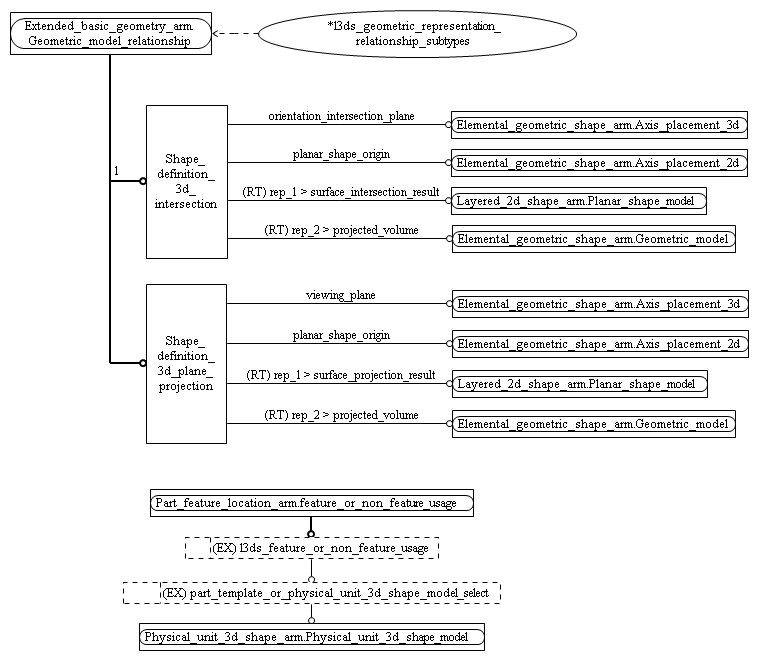 Extended_basic_geometry_arm.
Geometric_model_relationship
*l3ds_geometric_representation_
relationship_subtypes
1
Shape_
definition_
3d_
intersection
orientation_intersection_plane
Elemental_geometric_shape_arm.Axis_placement_3d
planar_shape_origin
Elemental_geometric_shape_arm.Axis_placement_2d
(RT) rep_1 > surface_intersection_result
Layered_2d_shape_arm.Planar_shape_model
(RT) rep_2 > projected_volume
Elemental_geometric_shape_arm.Geometric_model
Shape_
definition_
3d_plane_
projection
viewing_plane
Elemental_geometric_shape_arm.Axis_placement_3d
planar_shape_origin
Elemental_geometric_shape_arm.Axis_placement_2d
(RT) rep_1 > surface_projection_result
Layered_2d_shape_arm.Planar_shape_model
(RT) rep_2 > projected_volume
Elemental_geometric_shape_arm.Geometric_model
Part_feature_location_arm.feature_or_non_feature_usage
(EX) l3ds_feature_or_non_feature_usage
(EX) part_template_or_physical_unit_3d_shape_model_select
Physical_unit_3d_shape_arm.Physical_unit_3d_shape_model